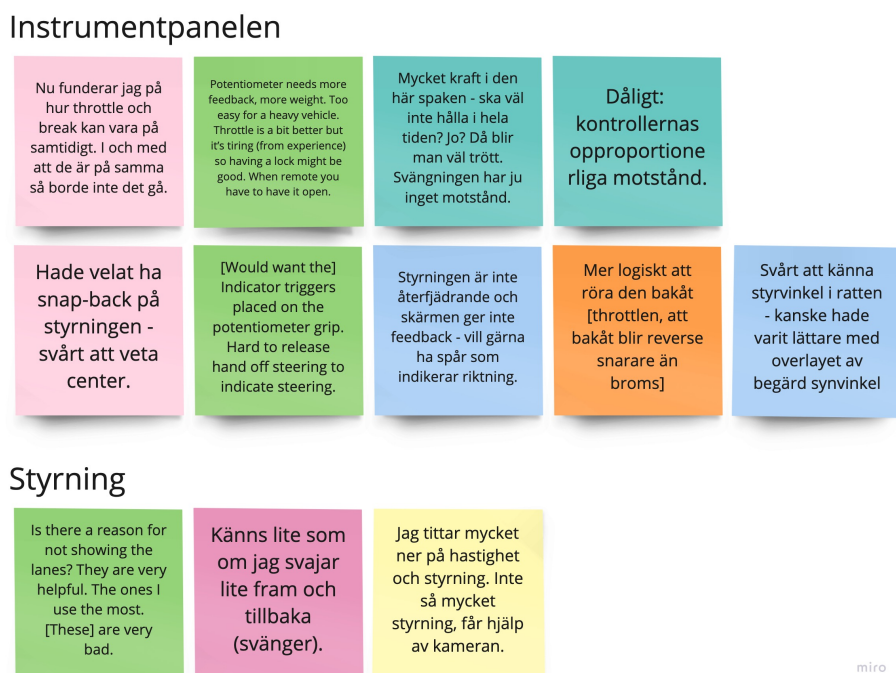 Instrumentpanelen
Nu funderar jag på
hur throttle och
break kan vara på
samtidigt. I och med
att de är på samma
så borde inte det gå.
Potentiometer needs more
feedback, more weight. Too
easy for a heavy vehicle.
Throttle is a bit better but
it's tiring (from experience)
so having a lock might be
good. When remote you
have to have it open.
Mycket kraft i den
här spaken - ska väl
inte hålla i hela
tiden? Jo? Då blir
man väl trött.
Svängningen har ju
inget motstånd.
Dåligt:
kontrollernas
opproportione
rliga motstånd.
Hade velat ha
snap-back på
styrningen -
svårt att veta
center.
[Would want the]
Indicator triggers
placed on the
potentiometer grip.
Hard to release
hand off steering to
indicate steering.
Styrningen är inte
återfjädrande och
skärmen ger inte
feedback - vill gärna
ha spår som
indikerar riktning.
Mer logiskt att
röra den bakåt
[throttlen, att
bakåt blir reverse
snarare än
broms]
Svårt att känna
styrvinkel i ratten
- kanske hade
varit lättare med
overlayet av
begärd synvinkel
Styrning
Is there a reason for
not showing the
lanes? They are very
helpful. The ones I
use the most.
[These] are very
bad.
Känns lite som
om jag svajar
lite fram och
tillbaka
(svänger).
Jag tittar mycket
ner på hastighet
och styrning. Inte
så mycket
styrning, får hjälp
av kameran.
miro